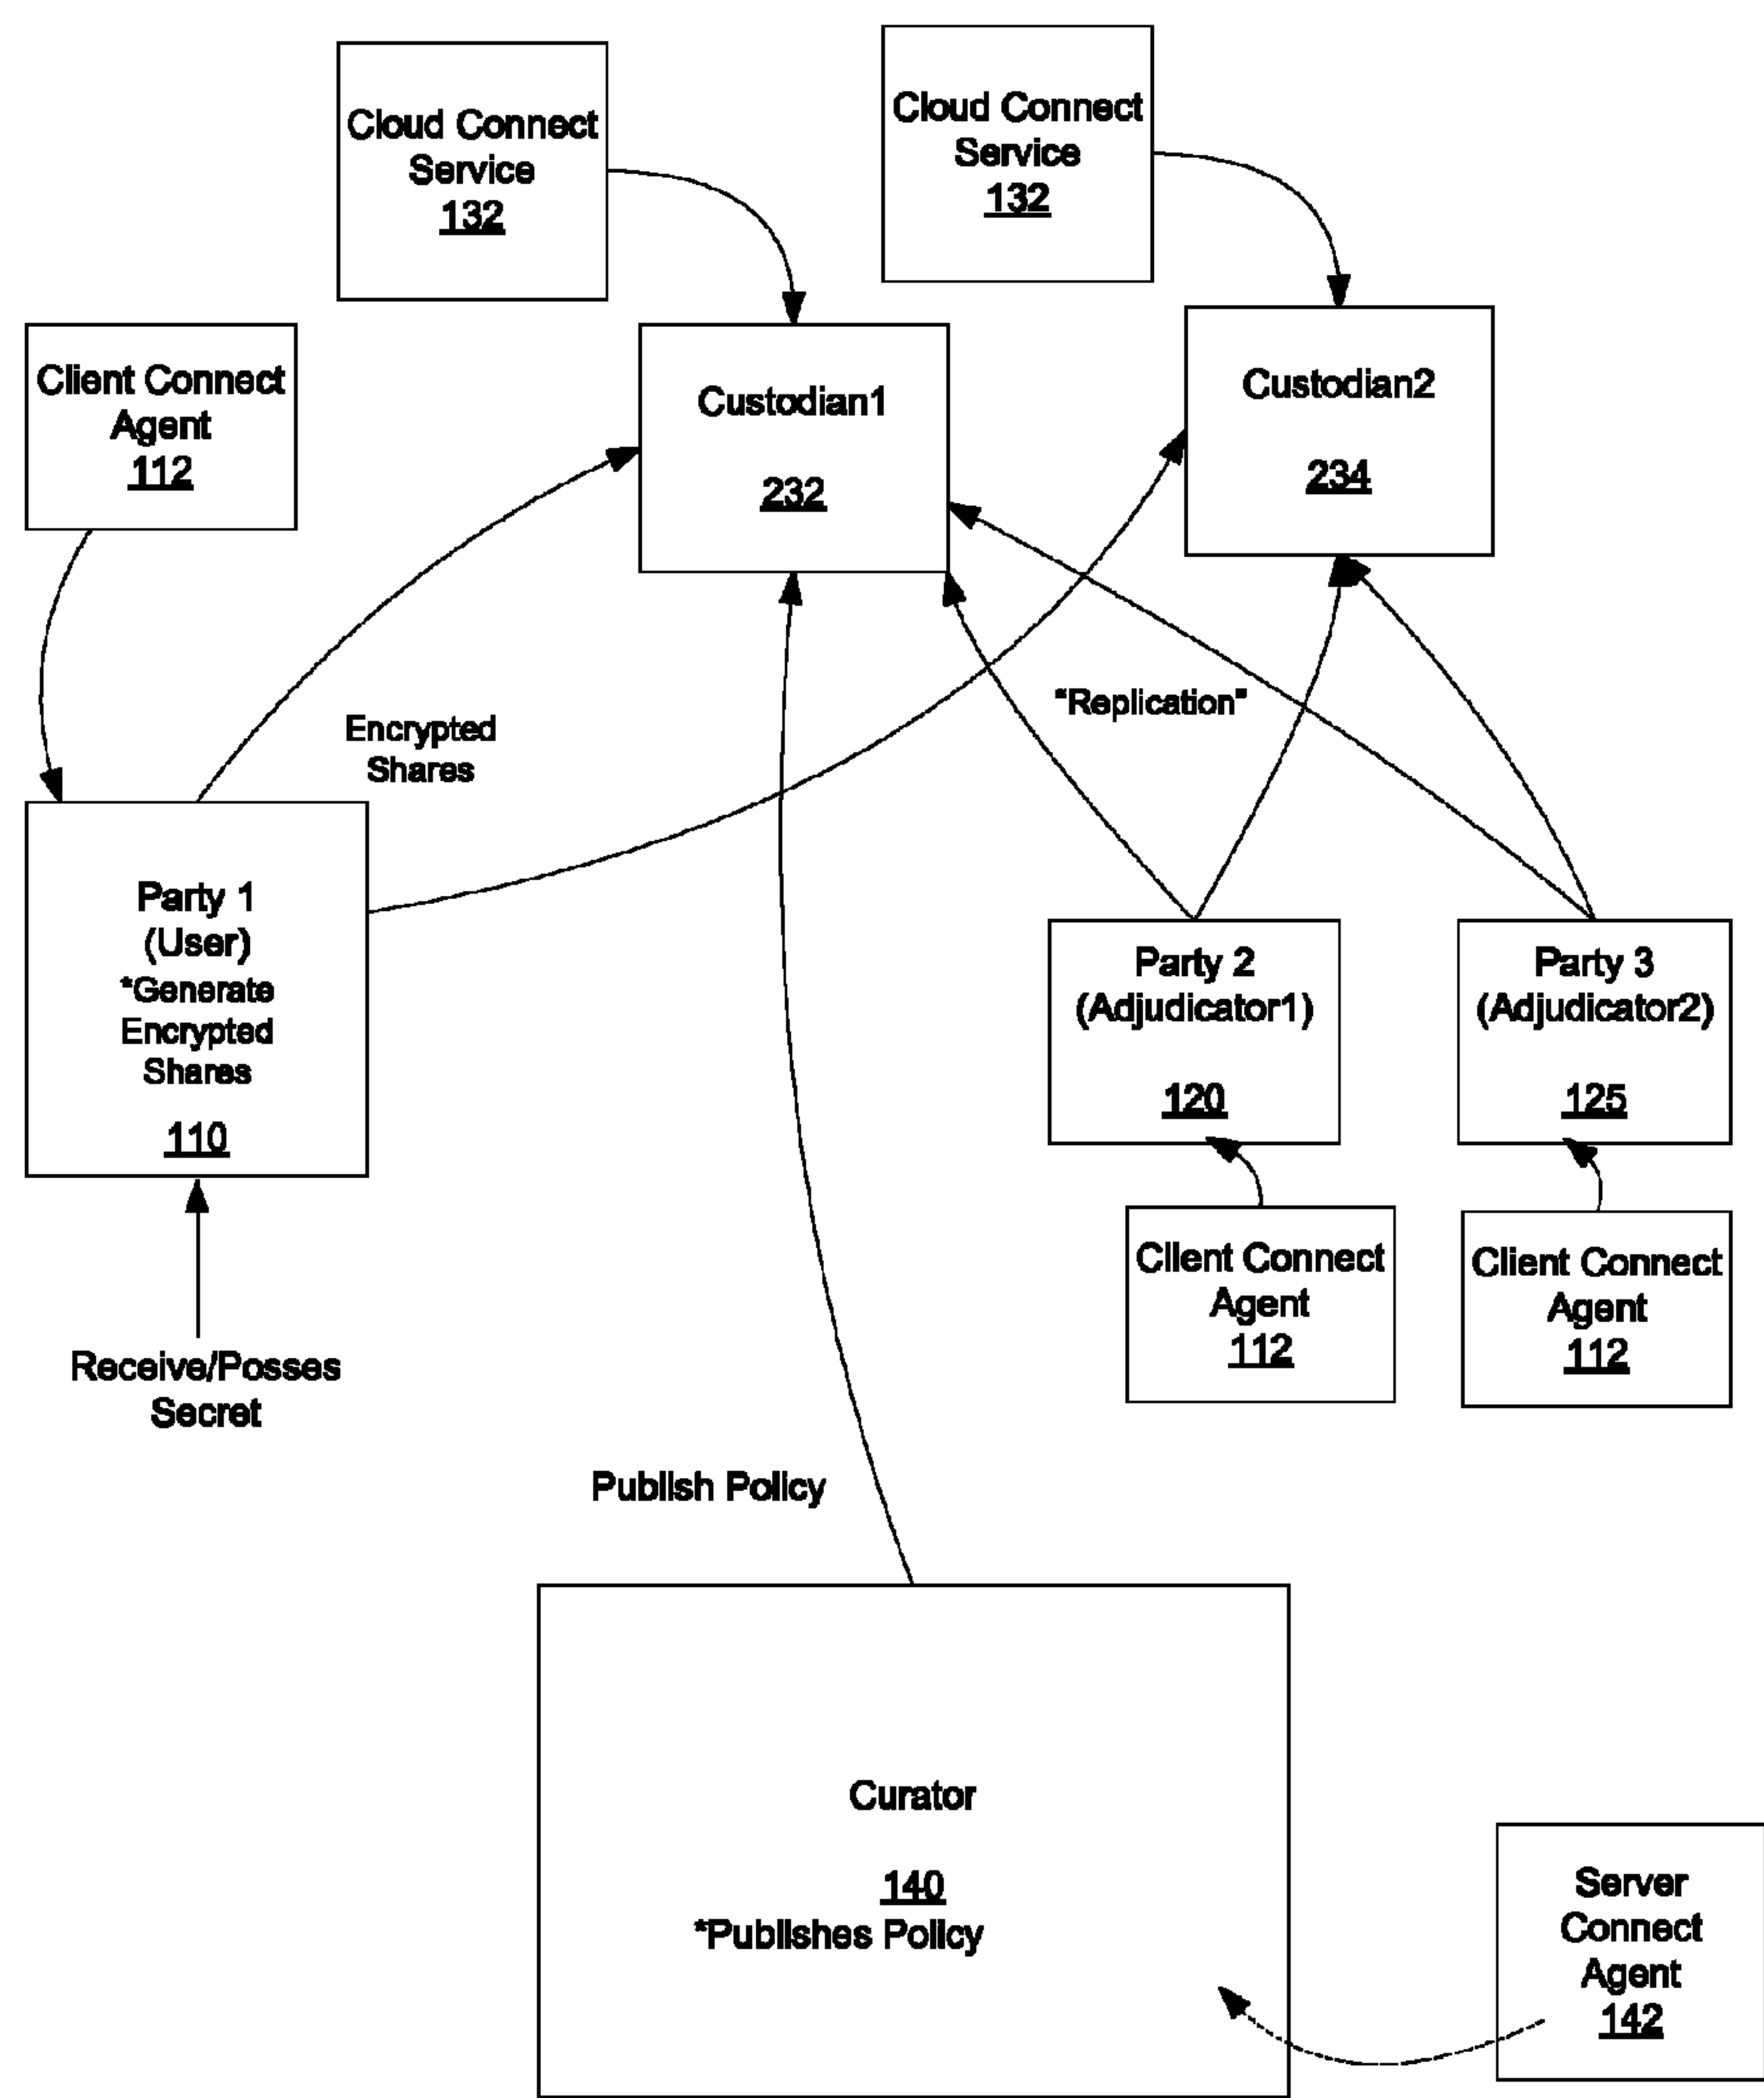 Cloud Connect
Service
132
Cloud Connect
Service
132
Client Connect
Agent
112
Custodian1
232
Custodian2
234
Encrypted
Shares
"Replication"
Party 1
(User)
*Generate
Encrypted
Shares
110
Party 2
(Adjudicator1)
120
Party 3
(Adjudicator2)
125
Client Connect
Agent
112
Client Connect
Agent
112
Receive/Posses
Secret
Publish Policy
Curator
140
*Publishes Policy
Server
Connect
Agent
142